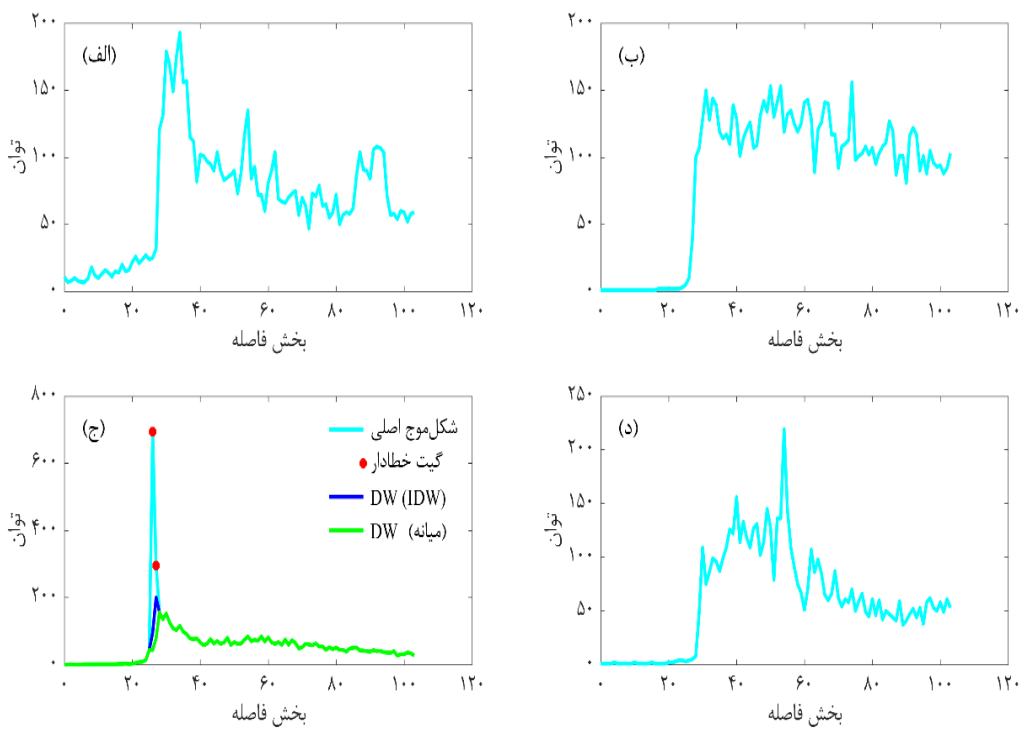 (الف)
۲۰۰
۱۵۰
۱۰۰
۵۰
۰
توان
۰ ۲۰ ۴۰ ۶۰ ۸۰ ۱۰۰ ۱۲۰
بخش فاصله
(ب)
۲۰۰
۱۵۰
۱۰۰
۵۰
۰
توان
۰ ۲۰ ۴۰ ۶۰ ۸۰ ۱۰۰ ۱۲۰
بخش فاصله
(ج)
۸۰۰
۶۰۰
۴۰۰
۲۰۰
۰
توان
شکل‌موج اصلی
گیت خطادار
DW (IDW)
DW (میانه)
۰ ۲۰ ۴۰ ۶۰ ۸۰ ۱۰۰ ۱۲۰
بخش فاصله
(د)
۲۵۰
۲۰۰
۱۵۰
۱۰۰
۵۰
۰
توان
۰ ۲۰ ۴۰ ۶۰ ۸۰ ۱۰۰ ۱۲۰
بخش فاصله